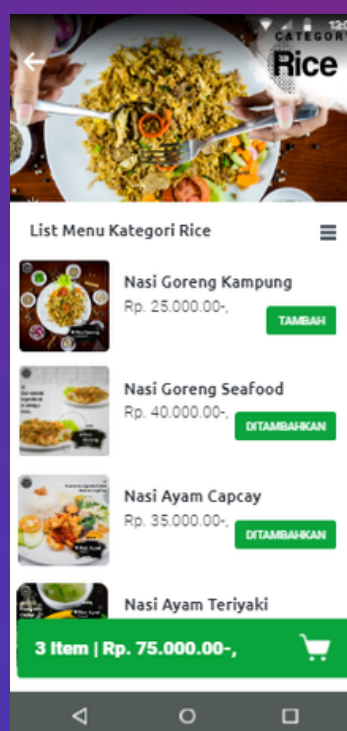 CATEGORY
Rice
List Menu Kategori Rice
Nasi Goreng Kampung
Rp. 25.000.00-,
TAMBAH
Nasi Goreng Seafood
Rp. 40.000.00-,
DITAMBAHKAN
Nasi Ayam Capcay
Rp. 35.000.00-,
DITAMBAHKAN
Nasi Ayam Teriyaki
3 Item | Rp. 75.000.00-,